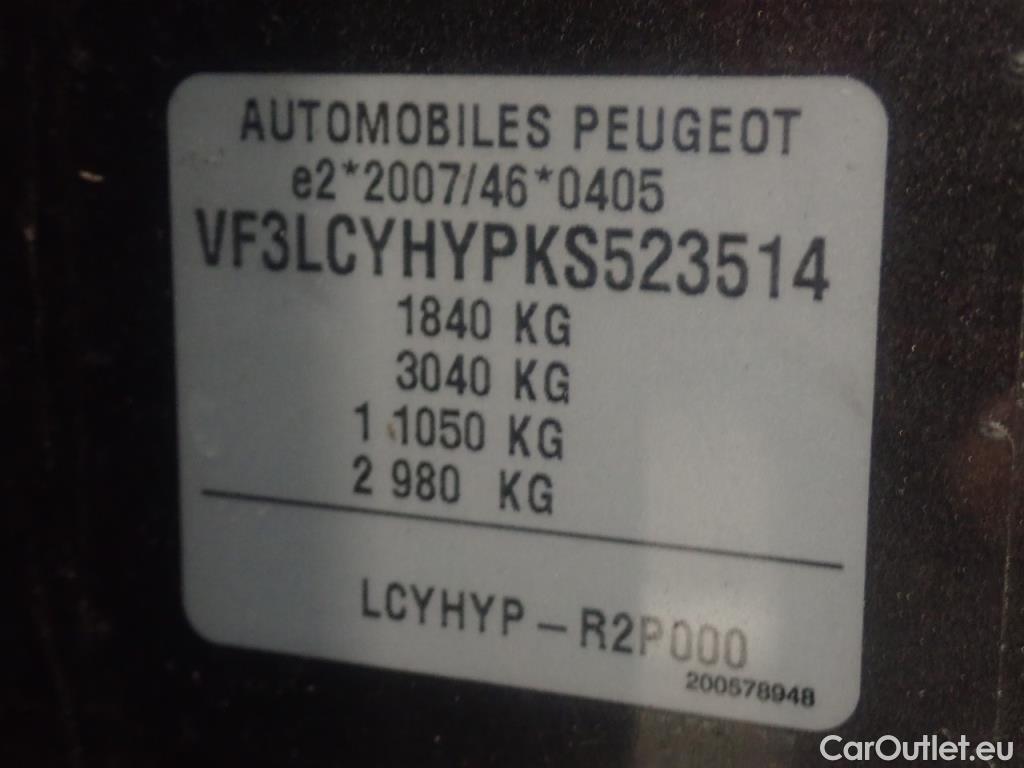 AUTOMOBILES PEUGEOT
e2*2007/46*0405
VF3LCYHYPKS523514
1840 KG
3040 KG
1 1050 KG
2 980 KG
LCYHYP – R2P000
200578948
CarOutlet.eu